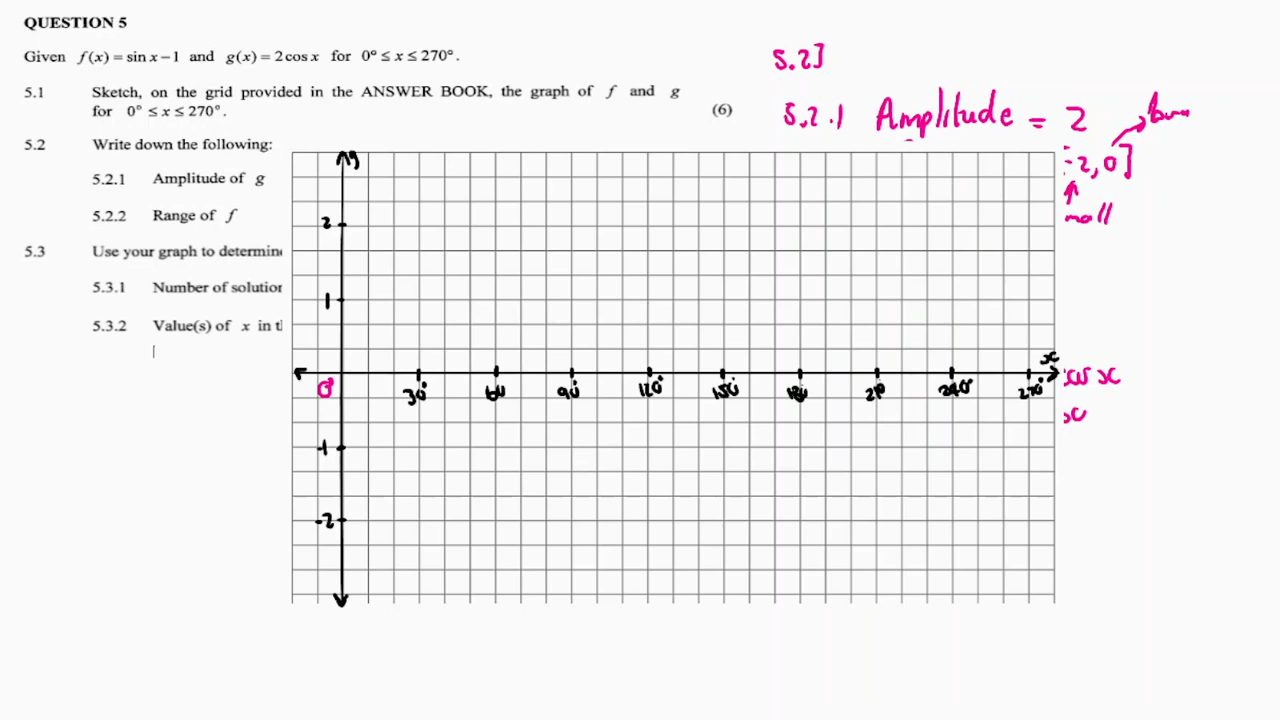 QUESTION 5
Given f(x) = sin x − 1 and g(x) = 2 cos x for 0° ≤ x ≤ 270°.
5.1 Sketch, on the grid provided in the ANSWER BOOK, the graph of f and g
for 0° ≤ x ≤ 270°. (6)
5.2 Write down the following:
5.2.1 Amplitude of g
5.2.2 Range of f
5.3 Use your graph to determin
5.3.1 Number of solution
5.3.2 Value(s) of x in t
5.2]
5.2.1 Amplitude = 2
-2, 0]
mall
x
y
2
1
0°
30° 60 90° 120° 150° 180 210 240° 270°
x
-1
-2